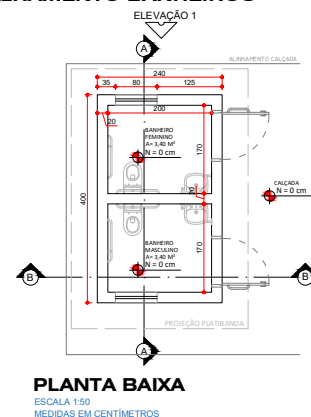 ELEVAÇÃO 1
A
ALINHAMENTO CALÇADA
240
35 80 125
200
20
BANHEIRO
FEMININO
A= 3,40 M²
N = 0 cm
170
400
20
CALÇADA
N = 0 cm
BANHEIRO
MASCULINO
A= 3,40 M²
N = 0 cm
170
B
B
PROJEÇÃO PLATIBANDA
A
PLANTA BAIXA
ESCALA 1:50
MEDIDAS EM CENTÍMETROS